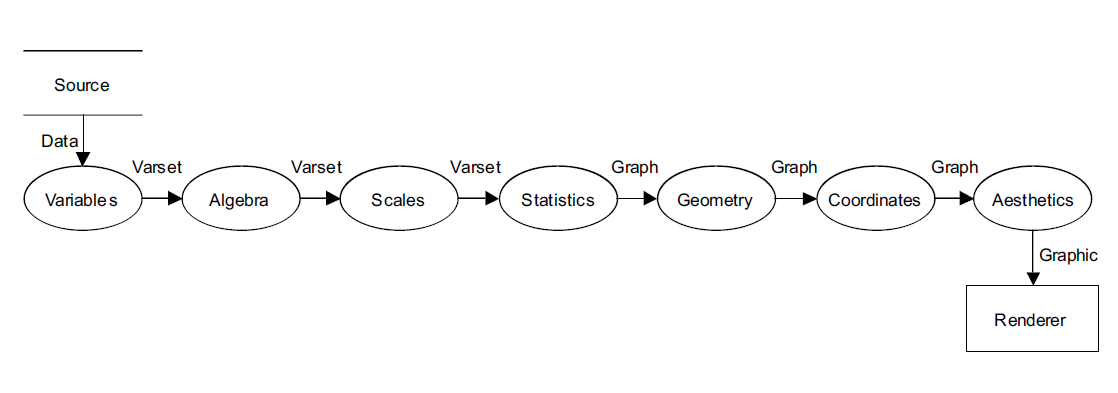 Source
Data
Varset Varset Varset Graph Graph Graph
Variables Algebra Scales Statistics Geometry Coordinates Aesthetics
Graphic
Renderer